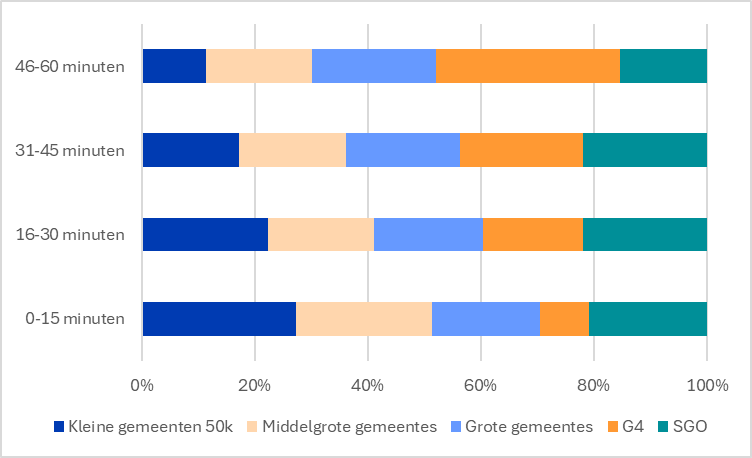 46-60 minuten
31-45 minuten
16-30 minuten
0-15 minuten
0% 20% 40% 60% 80% 100%
Kleine gemeenten 50k Middelgrote gemeentes Grote gemeentes G4 SGO